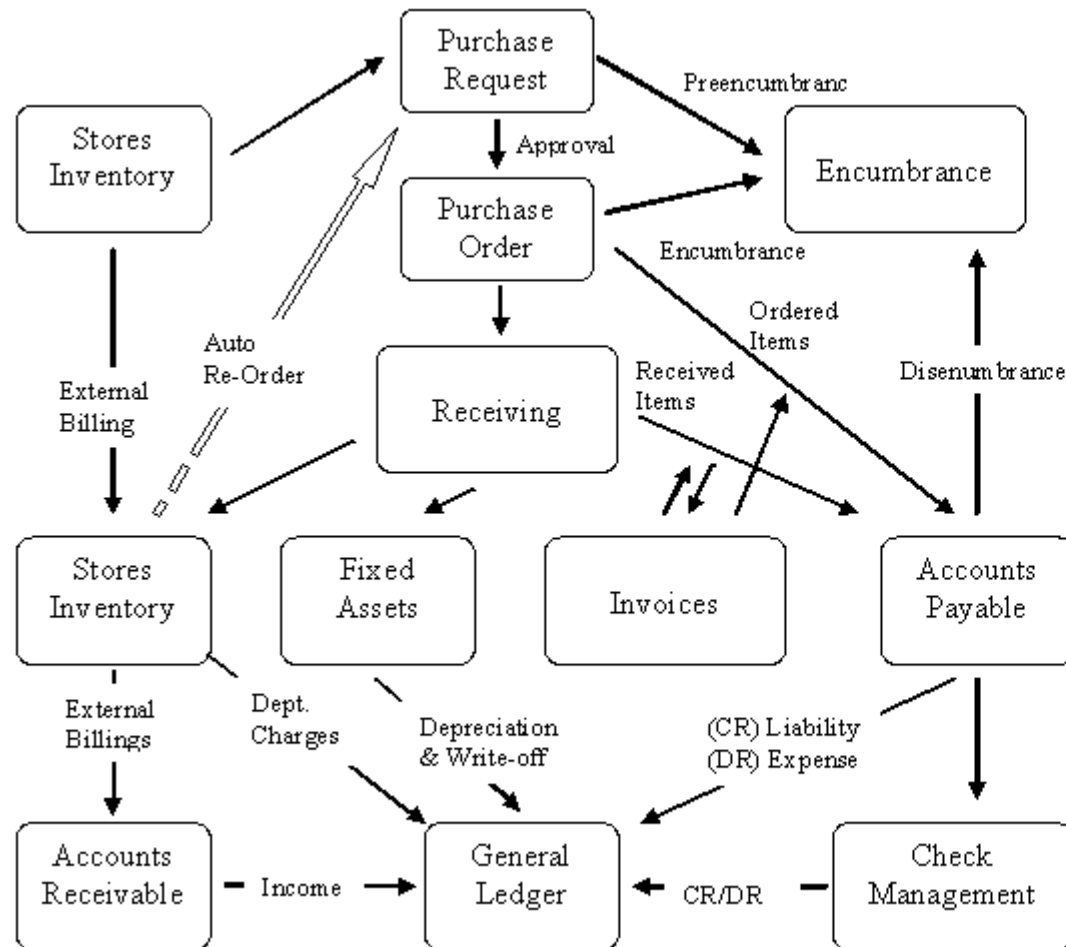 Purchase
Request
Preencumbranc
Stores
Inventory
Approval
Encumbrance
Purchase
Order
Encumbrance
Ordered
Items
Auto
Re-Order
Received
Items
Disenumbrance
External
Billing
Receiving
Stores
Inventory
Fixed
Assets
Invoices
Accounts
Payable
External
Billings
Dept.
Charges
Depreciation
& Write-off
(CR) Liability
(DR) Expense
Accounts
Receivable
Income
General
Ledger
CR/DR
Check
Management